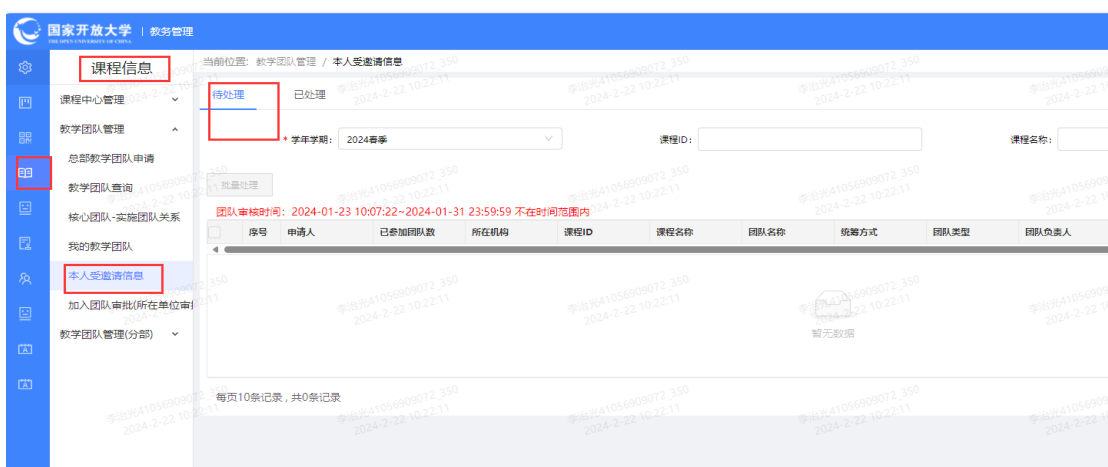 国家开放大学 | 教务管理
THE OPEN UNIVERSITY OF CHINA
课程信息
课程中心管理
教学团队管理
总部教学团队申请
教学团队查询
核心团队-实施团队关系
我的教学团队
本人受邀请信息
加入团队审批(所在单位审
教学团队管理(分部)
当前位置: 教学团队管理 / 本人受邀请信息
待处理 已处理
* 学年学期: 2024春季 课程ID: 课程名称:
批量处理
团队审核时间: 2024-01-23 10:07:22~2024-01-31 23:59:59 不在时间范围内
序号 申请人 已参加团队数 所在机构 课程ID 课程名称 团队名称 统筹方式 团队类型 团队负责人
暂无数据
每页10条记录 , 共0条记录
2024-2-22 10:22:11